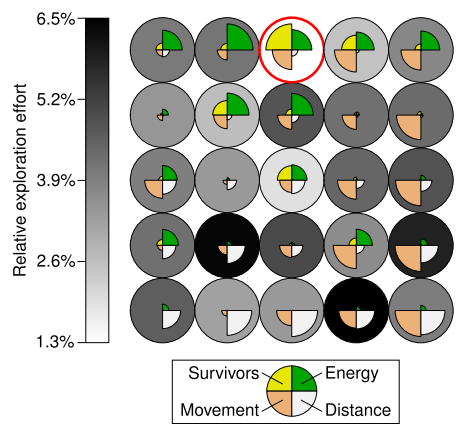 6.5%
5.2%
3.9%
2.6%
1.3%
Relative exploration effort
Survivors Energy
Movement Distance